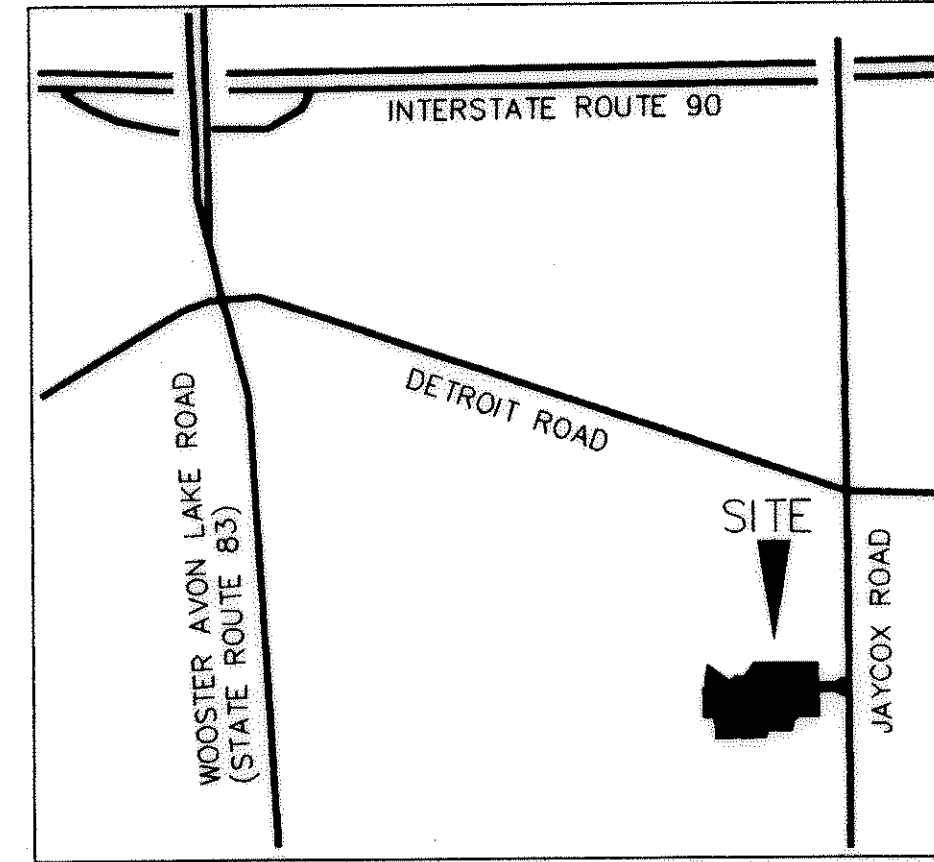 INTERSTATE ROUTE 90
DETROIT ROAD
WOOSTER AVON LAKE ROAD
(STATE ROUTE 83)
SITE
JAYCOX ROAD